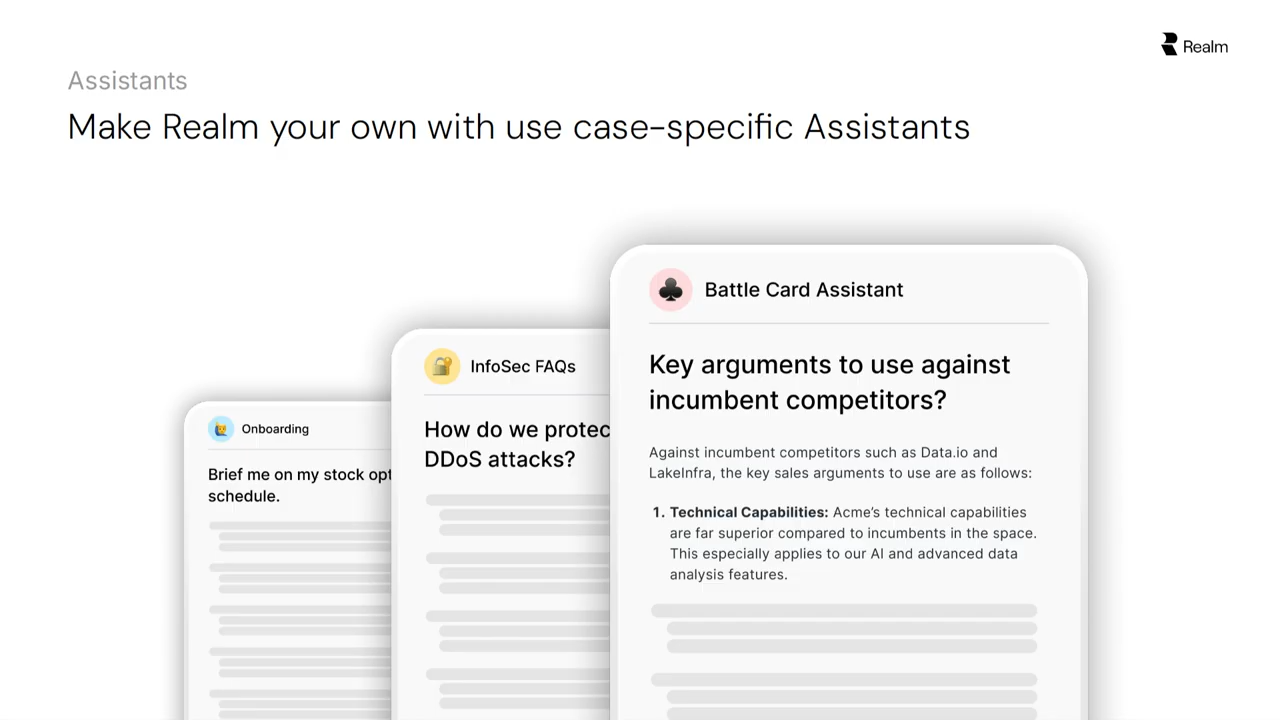 Realm
Assistants
Make Realm your own with use case-specific Assistants
Battle Card Assistant
Key arguments to use against
incumbent competitors?
Against incumbent competitors such as Data.io and
LakeInfra, the key sales arguments to use are as follows:
1. Technical Capabilities: Acme’s technical capabilities
are far superior compared to incumbents in the space.
This especially applies to our AI and advanced data
analysis features.
InfoSec FAQs
How do we protec
DDoS attacks?
Onboarding
Brief me on my stock opt
schedule.